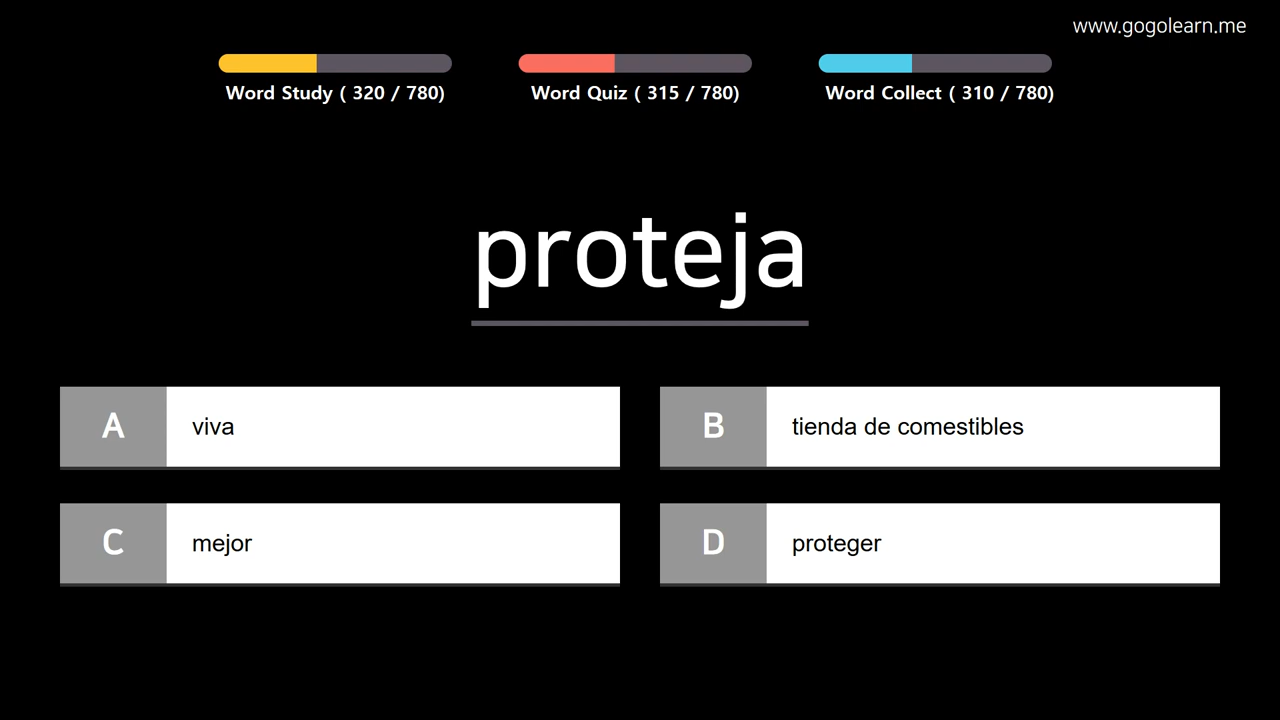 www.gogolearn.me
Word Study ( 320 / 780)
Word Quiz ( 315 / 780)
Word Collect ( 310 / 780)
proteja
A viva
B tienda de comestibles
C mejor
D proteger